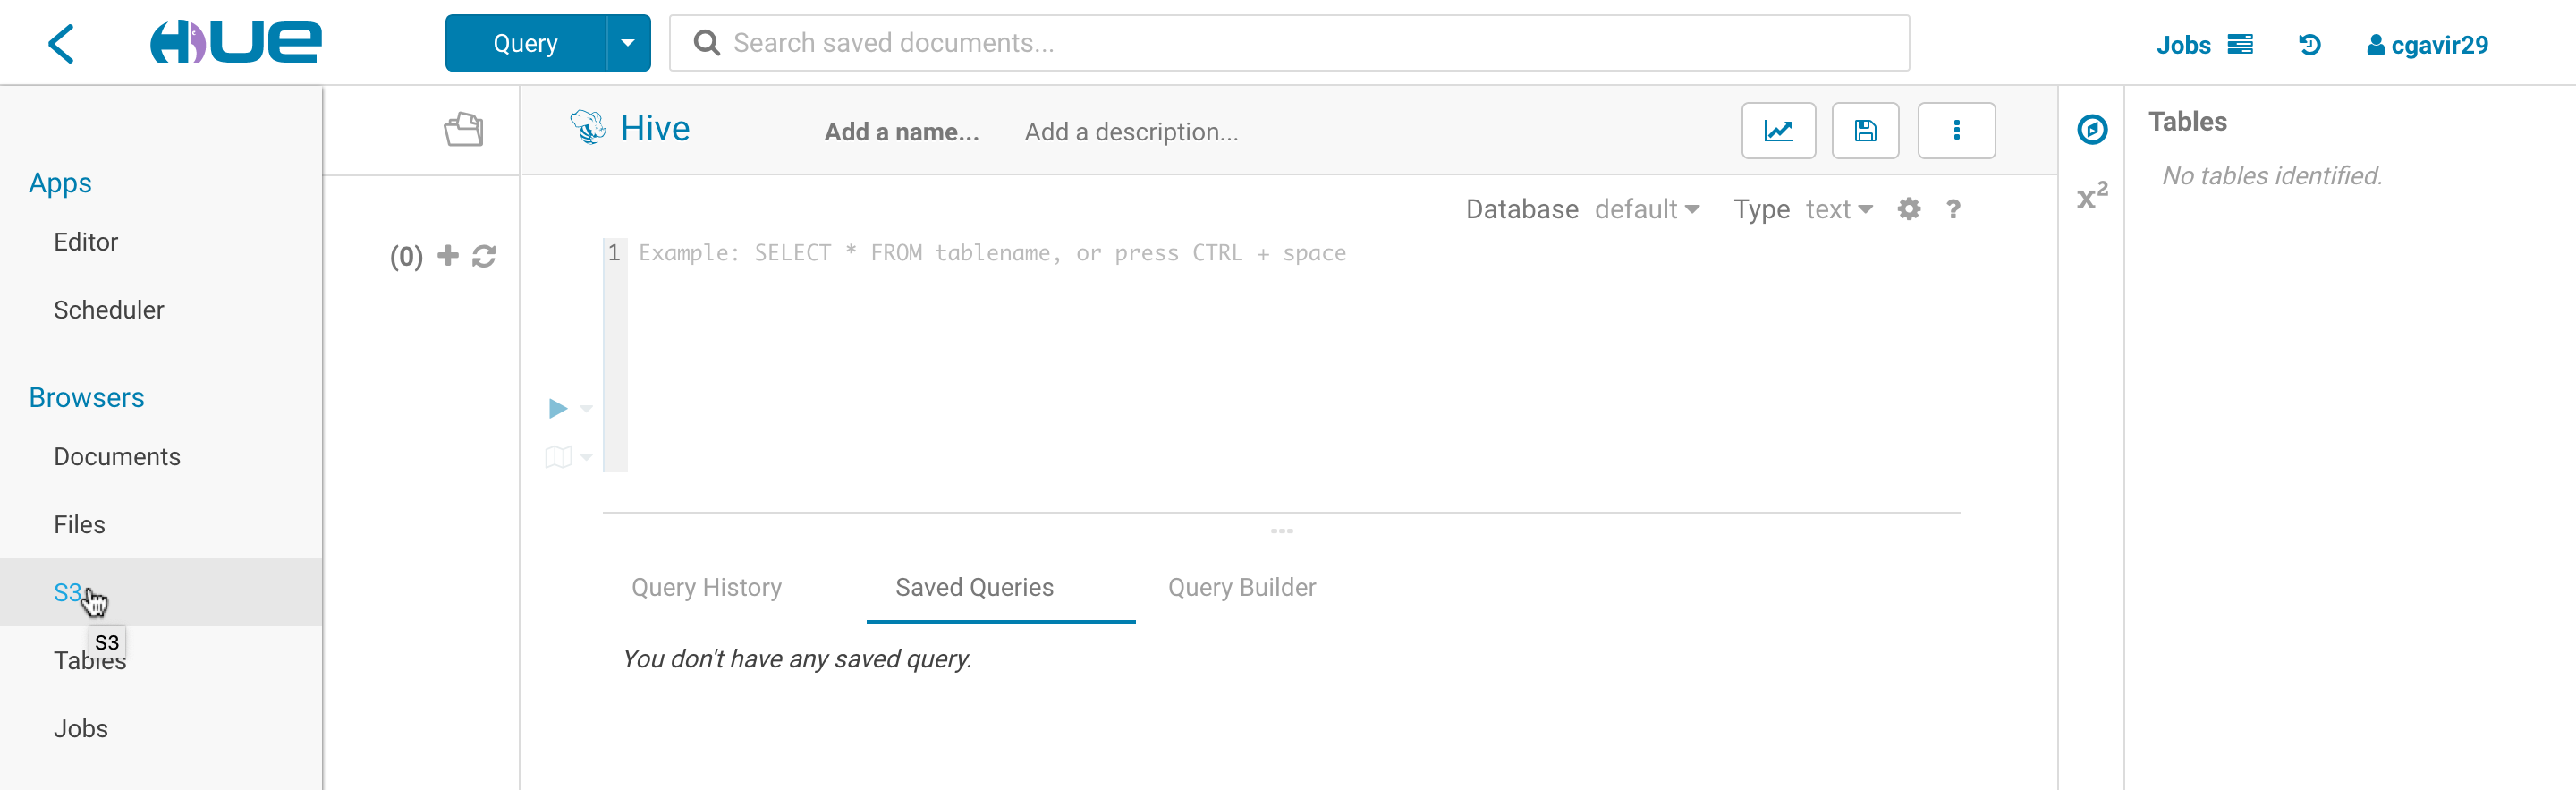 HUE
Query
Search saved documents...
Jobs
cgavir29
Apps
Editor
Scheduler
Browsers
Documents
Files
S3
S3
Tables
Jobs
(0)
Hive
Add a name...
Add a description...
Database default
Type text
?
1 Example: SELECT * FROM tablename, or press CTRL + space
Query History
Saved Queries
Query Builder
You don't have any saved query.
x²
Tables
No tables identified.